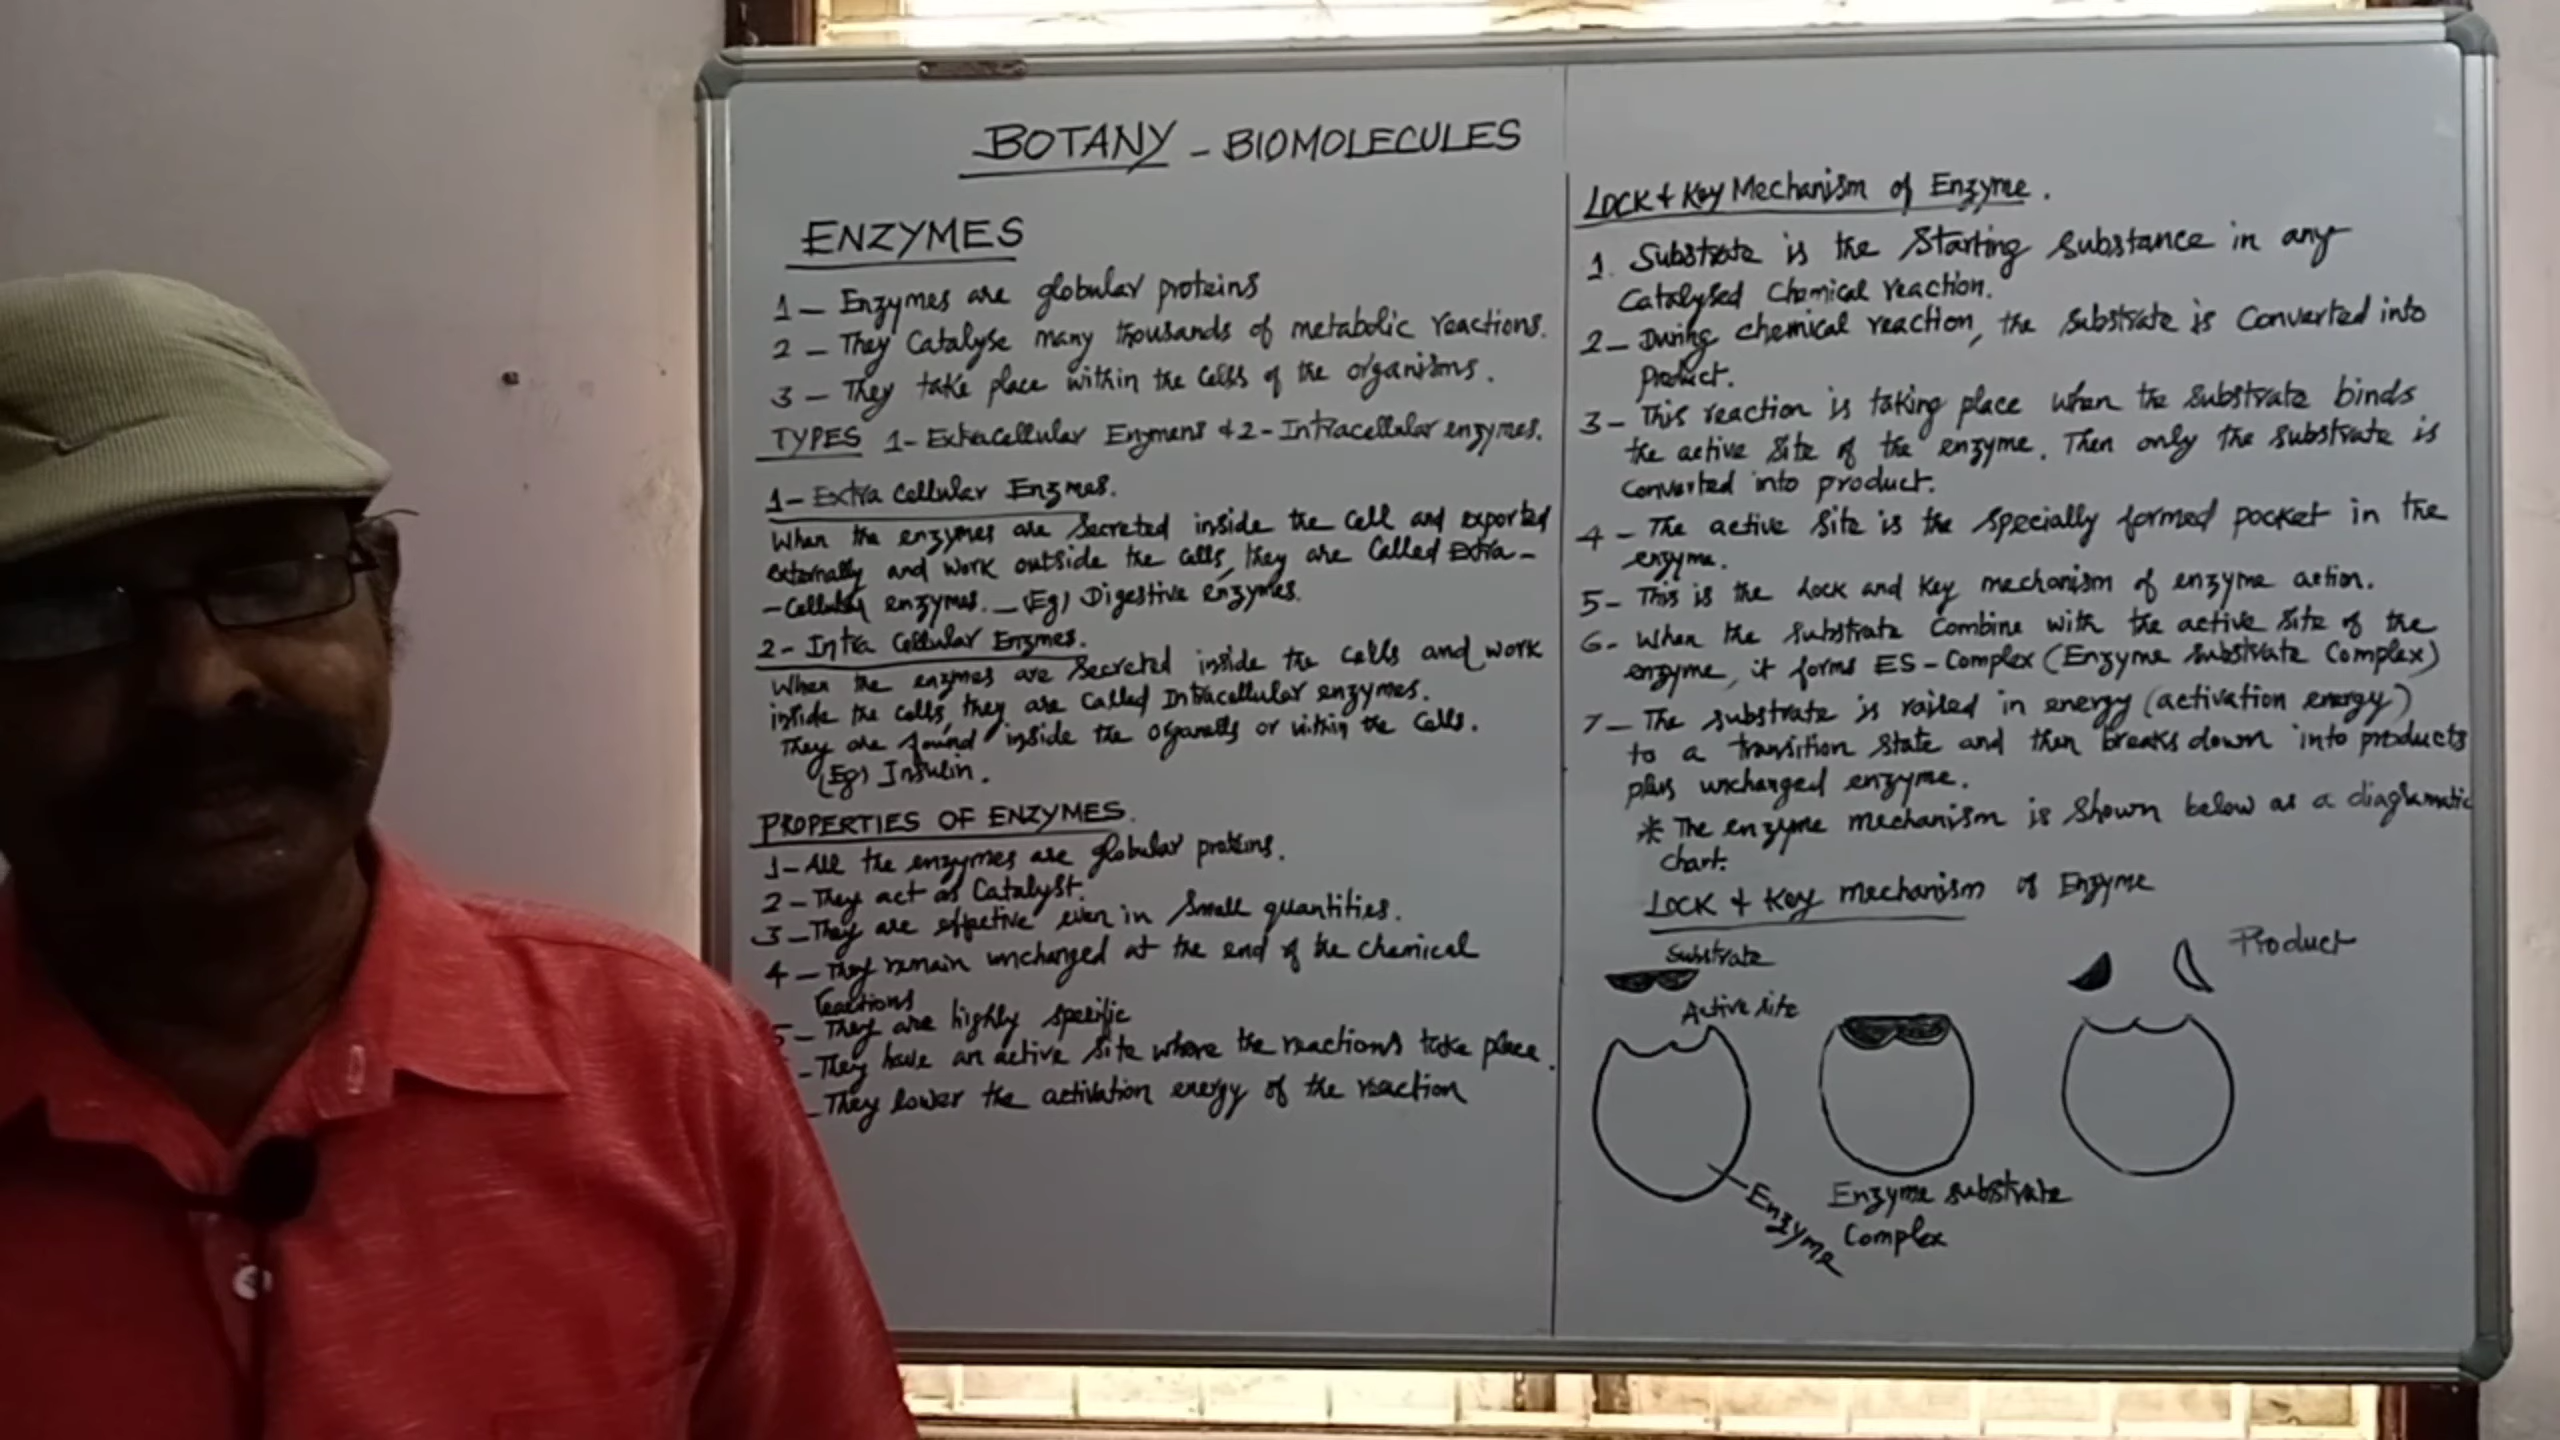 BOTANY - BIOMOLECULES
ENZYMES
1 - Enzymes are globular proteins
2 - They Catalyse many thousands of metabolic reactions.
3 - They take place within the cells of the organisms.
TYPES 1- Extracellular Enymens & 2- Intracellular enzymes.
1- Extra Cellular Enzmes.
When the enzymes are secreted inside the cell and exported
externally and work outside the cells, they are Called Extra-
-Cellular enzymes. - (Eg) Digestive enzymes.
2- Intra Cellular Enzmes.
When the enzmes are secreted inside the cells and work
inside the cells, they are Called Intracellular enzymes.
They are found inside the organells or within the cells.
(Eg) Insulin.
PROPERTIES OF ENZYMES.
1- All the enzymes are globular proteins.
2 - They act as Catalyst.
3 - They are effective even in small quantities.
4 - They remain unchanged at the end of the chemical
reactions
5 - They are highly specific
- They have an active site where the reactions take place.
- They lower the activation energy of the reaction
LOCK & Key Mechanism of Enzyme.
1. Substrate is the starting substance in any
Catalysed Chemical reaction.
2 - During chemical reaction, the substrate is Converted into
product.
3 - This reaction is taking place when the substrate binds
the active site of the enzyme. Then only the substrate is
converted into product.
4 - The active site is the specially formed pocket in the
enzyme.
5 - This is the Lock and Key mechanism of enzyme action.
6 - When the substrate combine with the active site of the
enzyme, it forms ES - Complex (Enzyme substrate Complex)
7 - The substrate is raised in energy (activation energy)
to a transition state and then breaks down into products
plus unchanged enzyme.
* The enzyme mechanism is shown below as a diagramatic
chart.
LOCK & Key mechanism of Enzyme
Substrate
Product
Active site
Enzyme
Enzyme substrate
Complex